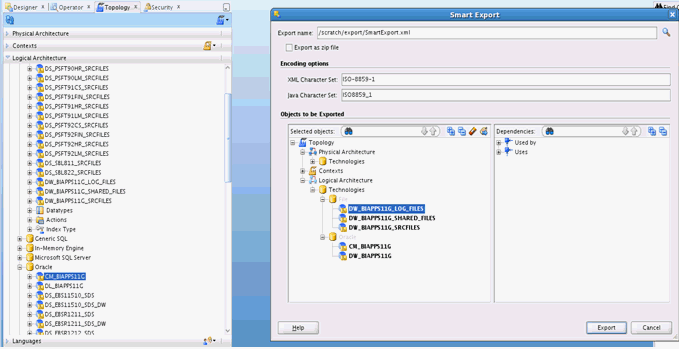 Designer
Operator
Topology
Security
Physical Architecture
Contexts
Logical Architecture
DS_PSFT90HR_SRCFILES
DS_PSFT90LM_SRCFILES
DS_PSFT91CS_SRCFILES
DS_PSFT91FIN_SRCFILES
DS_PSFT91HR_SRCFILES
DS_PSFT91LM_SRCFILES
DS_PSFT92CS_SRCFILES
DS_PSFT92FIN_SRCFILES
DS_PSFT92HR_SRCFILES
DS_PSFT92LM_SRCFILES
DS_SBL811_SRCFILES
DS_SBL822_SRCFILES
DW_BIAPPS11G_LOG_FILES
DW_BIAPPS11G_SHARED_FILES
DW_BIAPPS11G_SRCFILES
Datatypes
Actions
Index Type
Generic SQL
In-Memory Engine
Microsoft SQL Server
Oracle
CM_BIAPPS11G
DL_BIAPPS11G
DS_EBS11510_SDS
DS_EBS11510_SDS_DW
DS_EBSR1211_SDS
DS_EBSR1211_SDS_DW
DS_EBSR1212_SDS
Languages
Smart Export
Export name: /scratch/export/SmartExport.xml
Export as zip file
Encoding options
XML Character Set: ISO-8859-1
Java Character Set: ISO8859_1
Objects to be Exported
Selected objects:
Topology
Physical Architecture
Technologies
Contexts
Logical Architecture
Technologies
File
DW_BIAPPS11G_LOG_FILES
DW_BIAPPS11G_SHARED_FILES
DW_BIAPPS11G_SRCFILES
Oracle
CM_BIAPPS11G
DW_BIAPPS11G
Dependencies:
Used by
Uses
Help
Export
Cancel